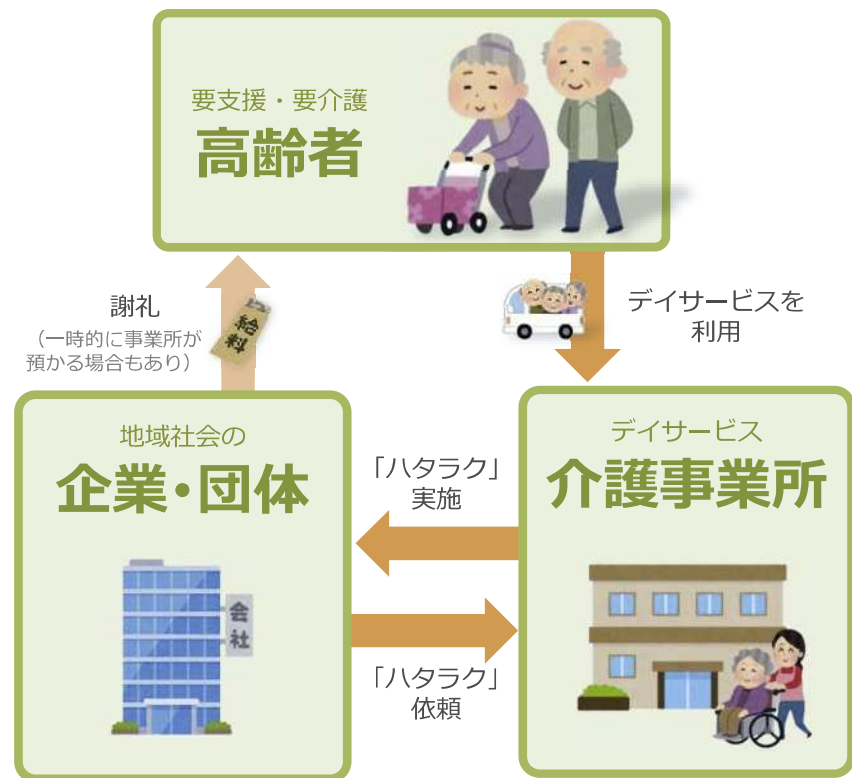 要支援・要介護
高齢者
謝礼
（一時的に事業所が
預かる場合もあり）
給料
デイサービスを
利用
地域社会の
企業・団体
会社
「ハタラク」
実施
「ハタラク」
依頼
デイサービス
介護事業所